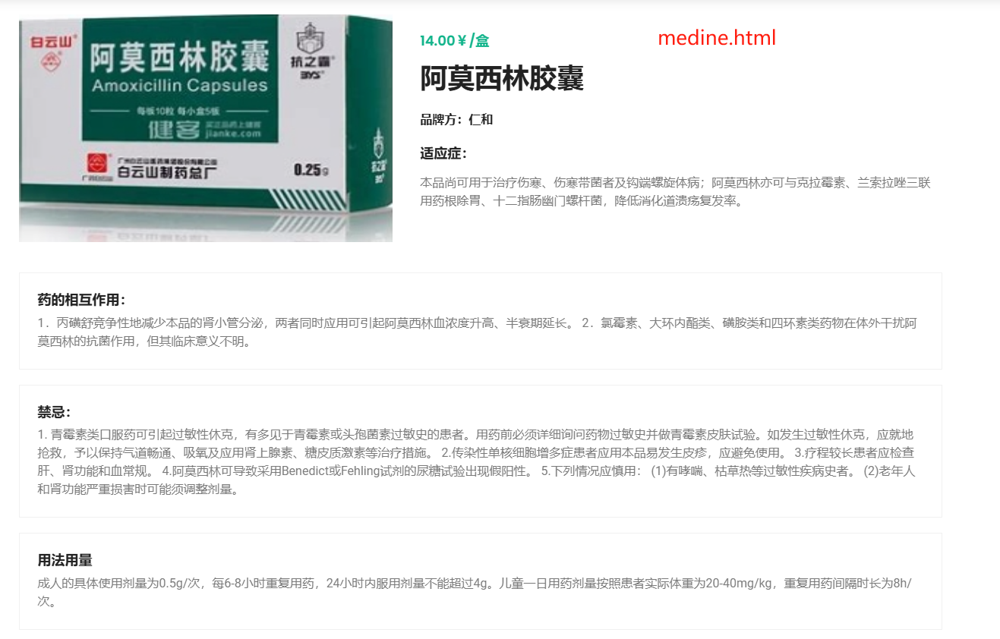 白云山®
阿莫西林胶囊
Amoxicillin Capsules
每板10粒 每小盒5板
健客
买正品药上健客
jianke.com
抗之霸®
BYS®
广州白云山医药集团股份有限公司
白云山制药总厂
0.25g
14.00¥/盒
medine.html
阿莫西林胶囊
品牌方：仁和
适应症：
本品尚可用于治疗伤寒、伤寒带菌者及钩端螺旋体病；阿莫西林亦可与克拉霉素、兰索拉唑三联
用药根除胃、十二指肠幽门螺杆菌，降低消化道溃疡复发率。
药的相互作用：
1．丙磺舒竞争性地减少本品的肾小管分泌，两者同时应用可引起阿莫西林血浓度升高、半衰期延长。 2．氯霉素、大环内酯类、磺胺类和四环素类药物在体外干扰阿
莫西林的抗菌作用，但其临床意义不明。
禁忌：
1. 青霉素类口服药可引起过敏性休克，有多见于青霉素或头孢菌素过敏史的患者。用药前必须详细询问药物过敏史并做青霉素皮肤试验。如发生过敏性休克，应就地
抢救，予以保持气道畅通、吸氧及应用肾上腺素、糖皮质激素等治疗措施。 2.传染性单核细胞增多症患者应用本品易发生皮疹，应避免使用。 3.疗程较长患者应检查
肝、肾功能和血常规。 4.阿莫西林可导致采用Benedict或Fehling试剂的尿糖试验出现假阳性。 5.下列情况应慎用： (1)有哮喘、枯草热等过敏性疾病史者。 (2)老年人
和肾功能严重损害时可能须调整剂量。
用法用量
成人的具体使用剂量为0.5g/次，每6-8小时重复用药，24小时内服用剂量不能超过4g。儿童一日用药剂量按照患者实际体重为20-40mg/kg，重复用药间隔时长为8h/
次。